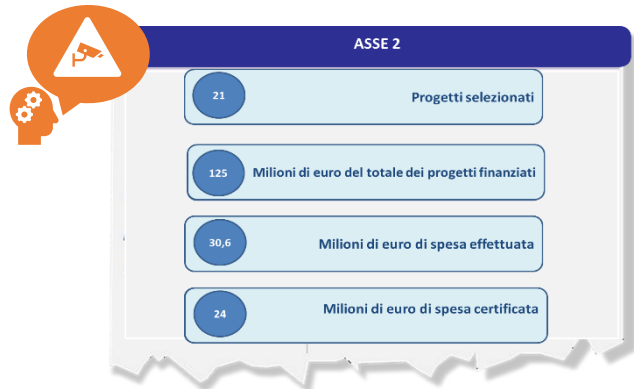 ASSE 2
21 Progetti selezionati
125 Milioni di euro del totale dei progetti finanziati
30,6 Milioni di euro di spesa effettuata
24 Milioni di euro di spesa certificata